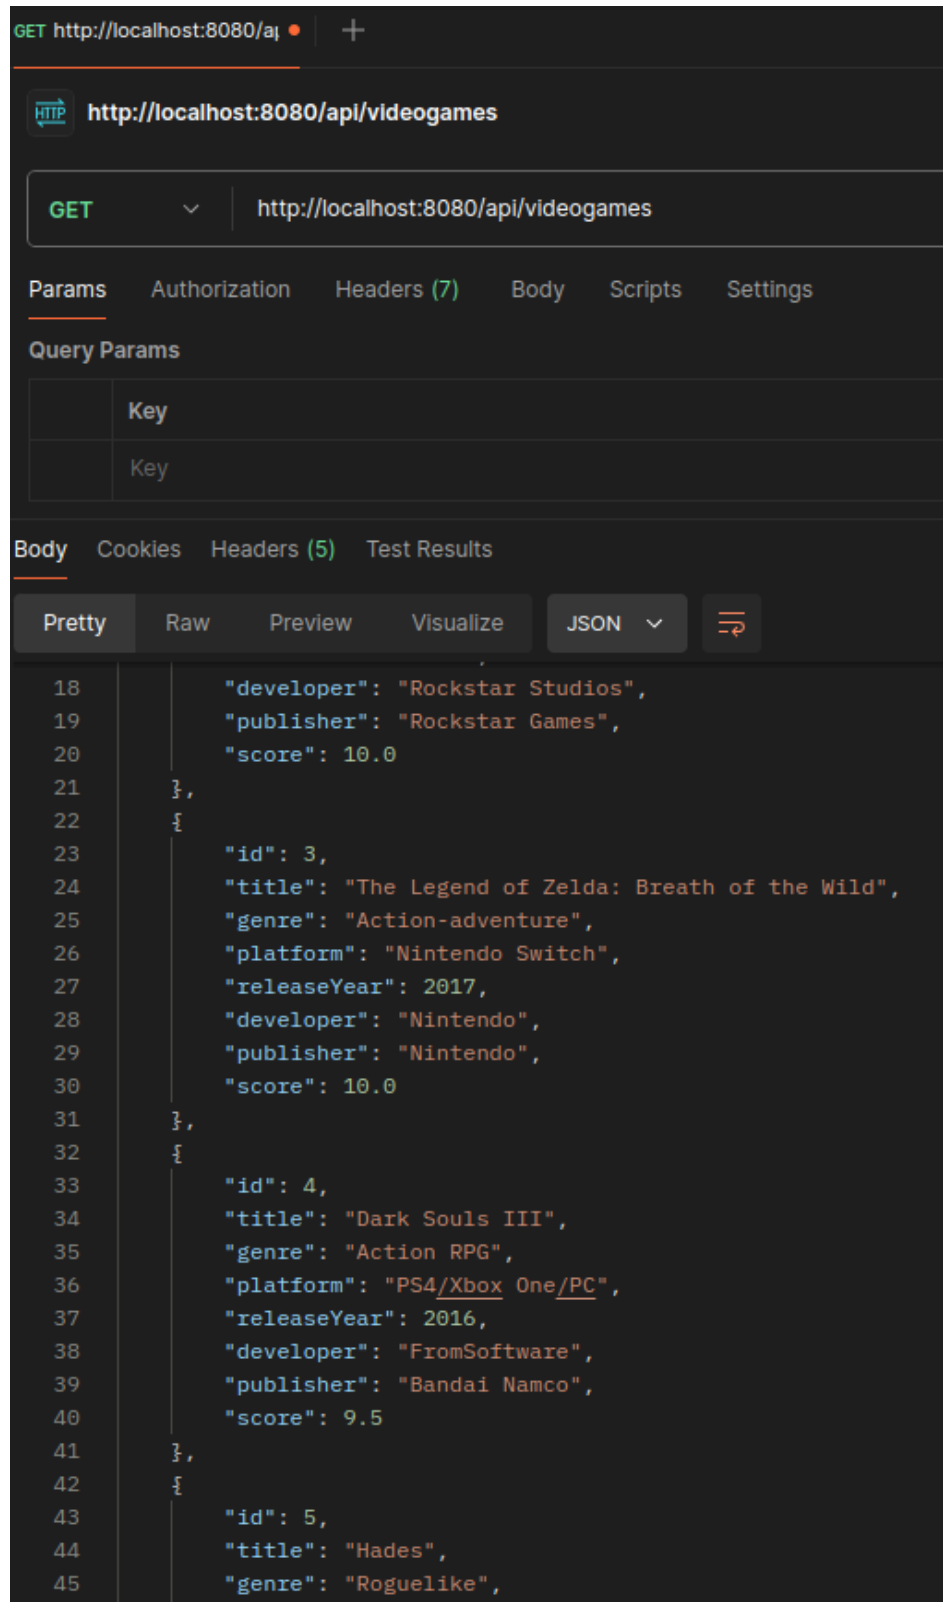 GET http://localhost:8080/ap
HTTP http://localhost:8080/api/videogames
GET http://localhost:8080/api/videogames
Params Authorization Headers (7) Body Scripts Settings
Query Params
Key
Key
Body Cookies Headers (5) Test Results
Pretty Raw Preview Visualize JSON
18 "developer": "Rockstar Studios",
19 "publisher": "Rockstar Games",
20 "score": 10.0
21 },
22 {
23 "id": 3,
24 "title": "The Legend of Zelda: Breath of the Wild",
25 "genre": "Action-adventure",
26 "platform": "Nintendo Switch",
27 "releaseYear": 2017,
28 "developer": "Nintendo",
29 "publisher": "Nintendo",
30 "score": 10.0
31 },
32 {
33 "id": 4,
34 "title": "Dark Souls III",
35 "genre": "Action RPG",
36 "platform": "PS4/Xbox One/PC",
37 "releaseYear": 2016,
38 "developer": "FromSoftware",
39 "publisher": "Bandai Namco",
40 "score": 9.5
41 },
42 {
43 "id": 5,
44 "title": "Hades",
45 "genre": "Roguelike",